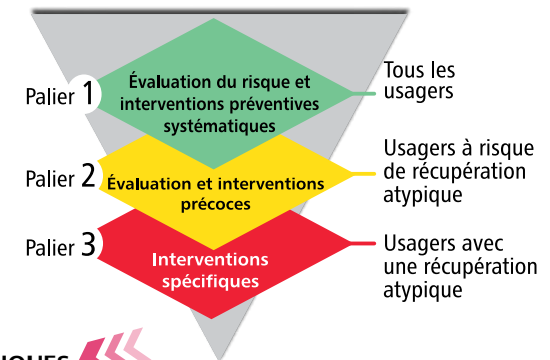 Palier 1
Évaluation du risque et
interventions préventives
systématiques
Tous les
usagers
Palier 2
Évaluation et interventions
précoces
Usagers à risque
de récupération
atypique
Palier 3
Interventions
spécifiques
Usagers avec
une récupération
atypique